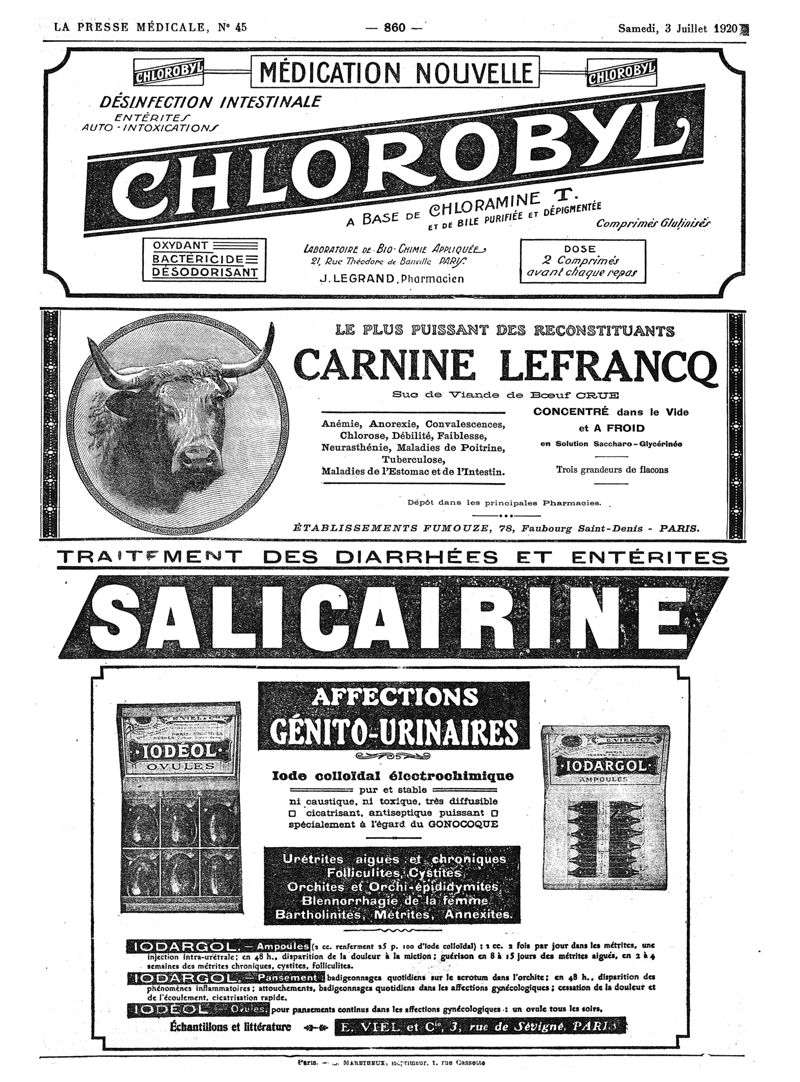 LA PRESSE MÉDICALE, N° 45
— 860 —
Samedi, 3 Juillet 1920
CHLOROBYL
MÉDICATION NOUVELLE
CHLOROBYL
DÉSINFECTION INTESTINALE
ENTÉRITES
AUTO-INTOXICATIONS
CHLOROBYL
A BASE DE CHLORAMINE T.
ET DE BILE PURIFIÉE ET DÉPIGMENTÉE
Comprimés Glutinisés
OXYDANT
BACTÉRICIDE
DÉSODORISANT
LABORATOIRE DE BIO-CHIMIE APPLIQUÉE
21, Rue Théodore de Banville PARIS
J. LEGRAND, Pharmacien
DOSE
2 Comprimés
avant chaque repas
LE PLUS PUISSANT DES RECONSTITUANTS
CARNINE LEFRANCQ
Suc de Viande de Bœuf CRUE
Anémie, Anorexie, Convalescences,
Chlorose, Débilité, Faiblesse,
Neurasthénie, Maladies de Poitrine,
Tuberculose,
Maladies de l'Estomac et de l'Intestin.
CONCENTRÉ dans le Vide
et A FROID
en Solution Saccharo-Glycérinée
Trois grandeurs de flacons
Dépôt dans les principales Pharmacies.
ÉTABLISSEMENTS FUMOUZE, 78, Faubourg Saint-Denis - PARIS.
TRAITEMENT DES DIARRHÉES ET ENTÉRITES
SALICAIRINE
AFFECTIONS
GÉNITO-URINAIRES
E. VIEL & Cie
IODÉOL
OVULES
E. VIEL & Cie
IODARGOL
AMPOULES
Iode colloïdal électrochimique
pur et stable
ni caustique, ni toxique, très diffusible
cicatrisant, antiseptique puissant
spécialement à l'égard du GONOCOQUE
Urétrites aiguës et chroniques
Folliculites, Cystites
Orchites et Orchi-épididymites
Blennorrhagie de la femme
Bartholinites, Métrites, Annexites.
IODARGOL. — Ampoules (2 cc. renferment 25 p. 100 d'Iode colloïdal) : 2 cc. 2 fois par jour dans les métrites, une
injection intra-urétrale; en 48 h., disparition de la douleur à la miction; guérison en 8 à 15 jours des métrites aiguës, en 2 à 4
semaines des métrites chroniques, cystites, folliculites.
IODARGOL. — Pansement : badigeonnages quotidiens sur le scrotum dans l'orchite; en 48 h., disparition des
phénomènes inflammatoires; attouchements, badigeonnages quotidiens dans les affections gynécologiques; cessation de la douleur et
de l'écoulement, cicatrisation rapide.
IODÉOL — Ovules, pour pansements continus dans les affections gynécologiques : un ovule tous les soirs.
Échantillons et littérature E. VIEL et Cie, 3, rue de Sévigné, PARIS
Paris. — L. MARETHEUX, imprimeur, 1, rue Cassette